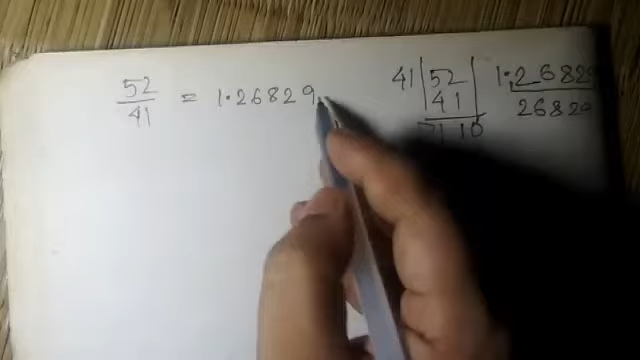 52/41 = 1.26829
41 | 52 | 1.26829
41 | 26829
110